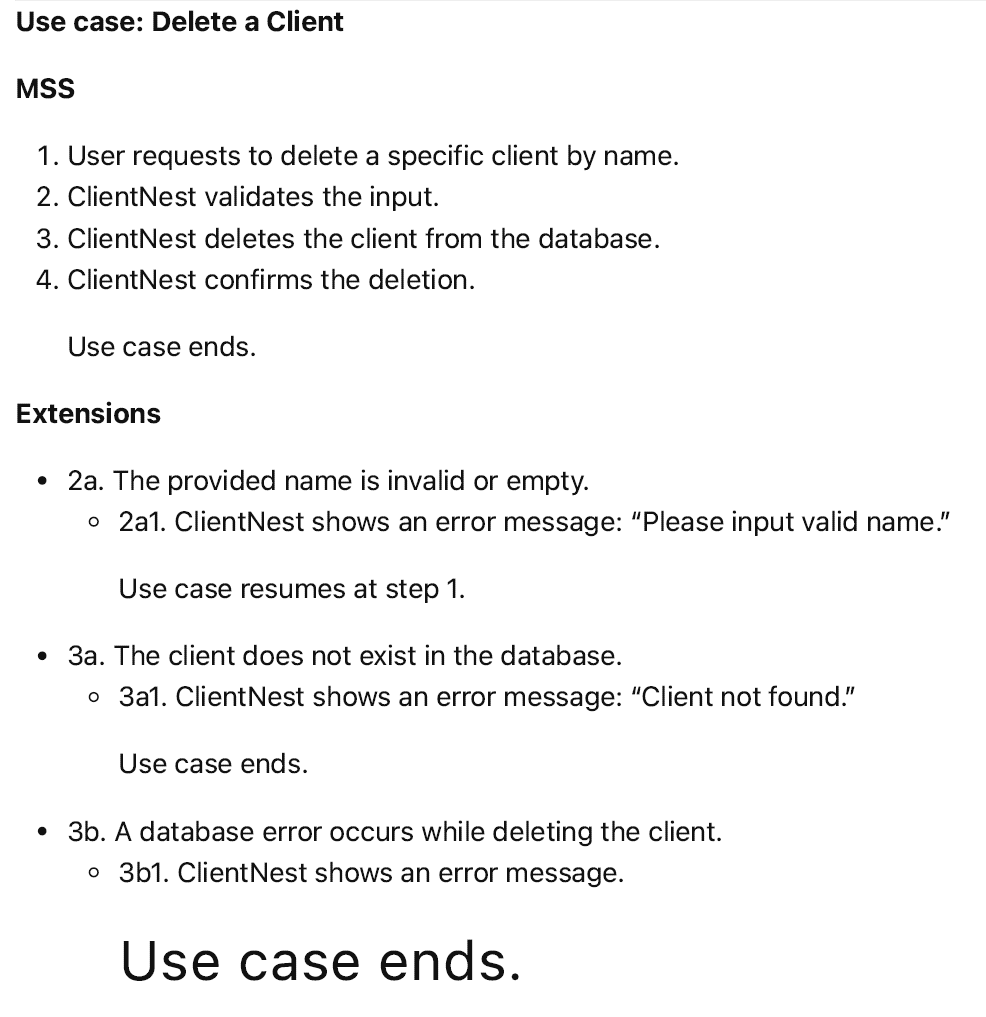 Use case: Delete a Client
MSS
1. User requests to delete a specific client by name.
2. ClientNest validates the input.
3. ClientNest deletes the client from the database.
4. ClientNest confirms the deletion.
Use case ends.
Extensions
• 2a. The provided name is invalid or empty.
◦ 2a1. ClientNest shows an error message: “Please input valid name.”
Use case resumes at step 1.
• 3a. The client does not exist in the database.
◦ 3a1. ClientNest shows an error message: “Client not found.”
Use case ends.
• 3b. A database error occurs while deleting the client.
◦ 3b1. ClientNest shows an error message.
Use case ends.